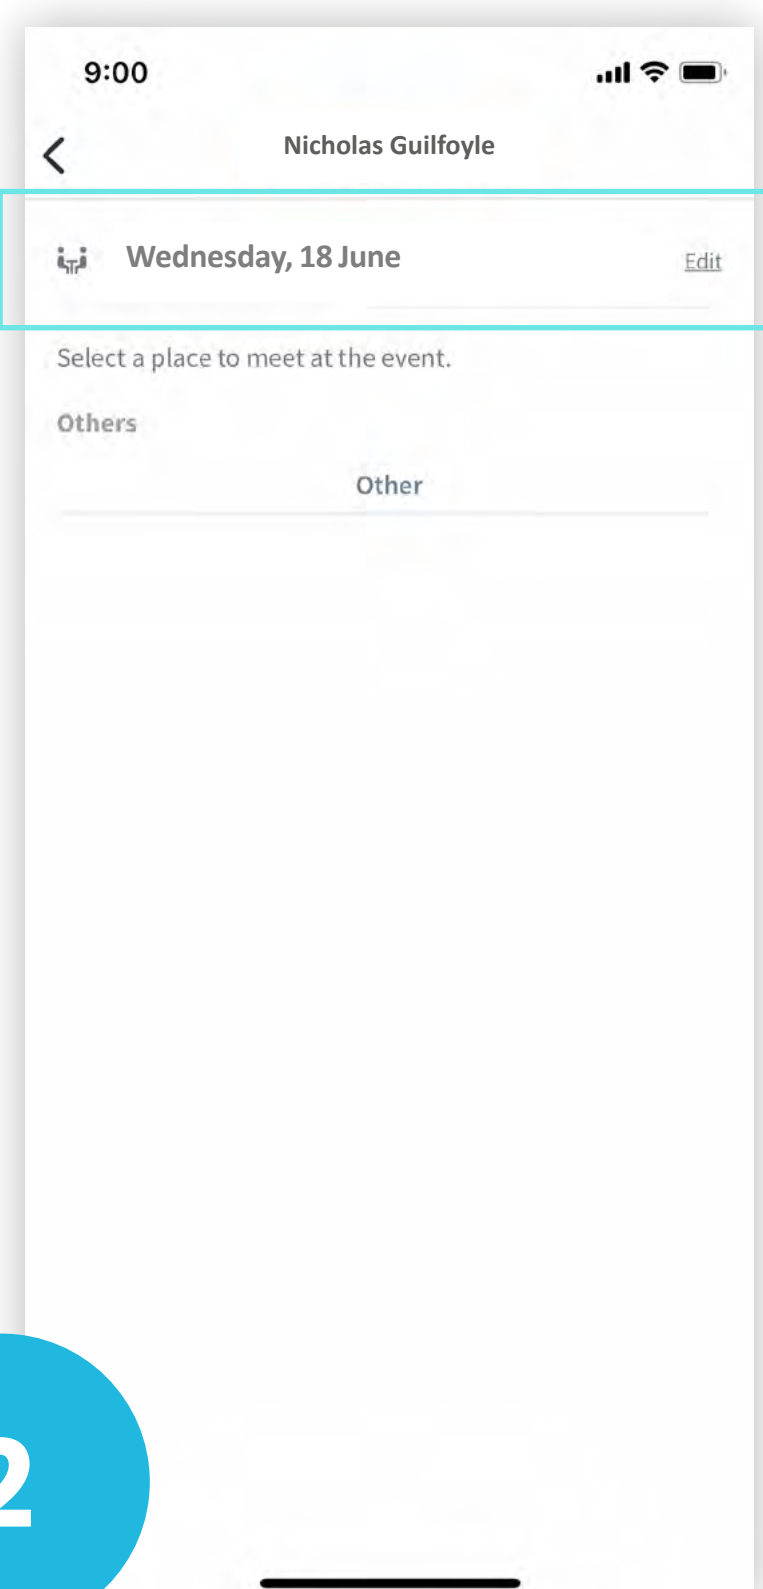 9:00
Nicholas Guilfoyle
Wednesday, 18 June
Edit
Select a place to meet at the event.
Others
Other
2